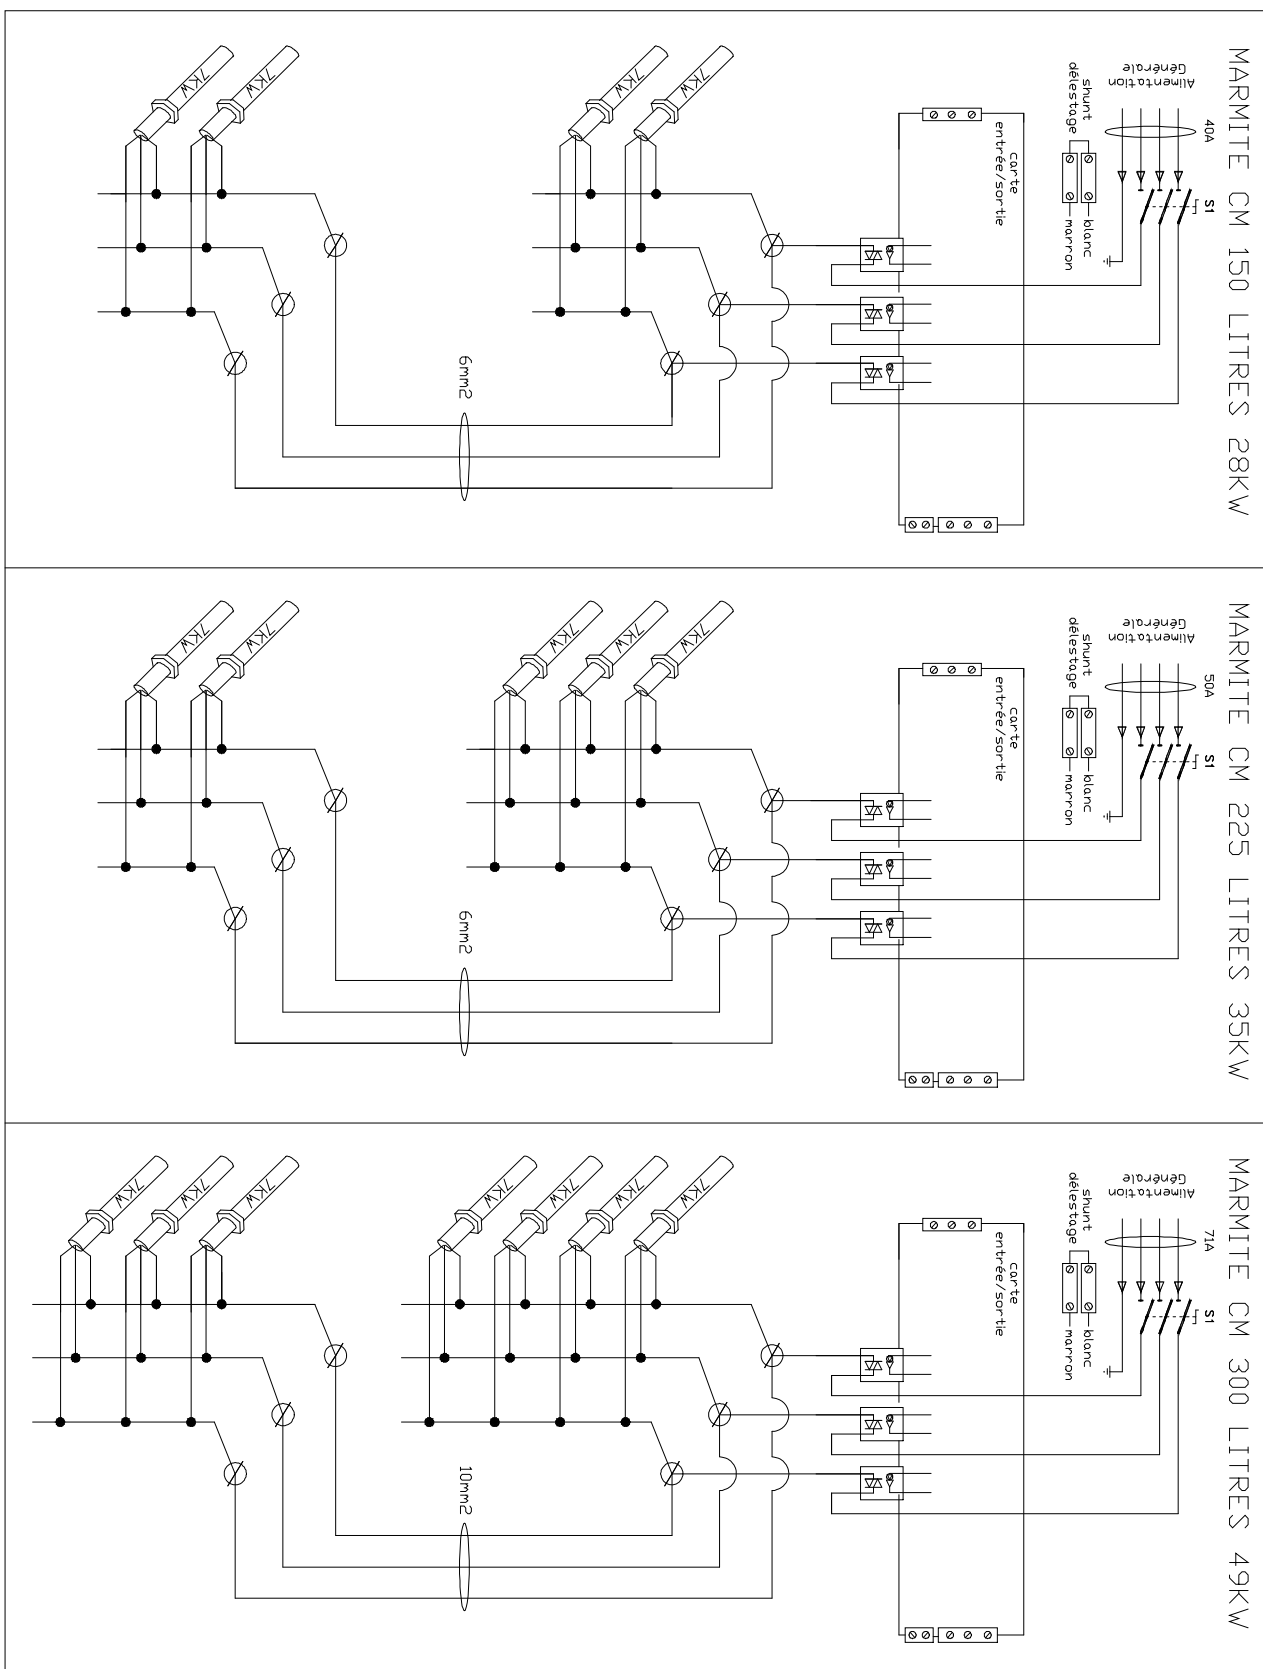 MARMITE CM 150 LITRES 28KW
Alimentation
Générale
40A
S1
shunt
délestage
blanc
marron
carte
entrée/sortie
7KW
7KW
7KW
7KW
6mm2
MARMITE CM 225 LITRES 35KW
Alimentation
Générale
50A
S1
shunt
délestage
blanc
marron
carte
entrée/sortie
7KW
7KW
7KW
7KW
7KW
6mm2
MARMITE CM 300 LITRES 49KW
Alimentation
Générale
71A
S1
shunt
délestage
blanc
marron
carte
entrée/sortie
7KW
7KW
7KW
7KW
7KW
7KW
7KW
10mm2